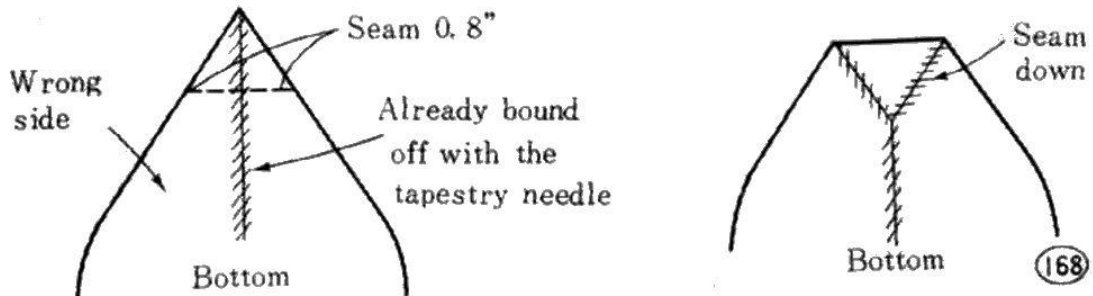 Seam 0.8"
Wrong
side
Already bound
off with the
tapestry needle
Bottom
Seam
down
Bottom
168